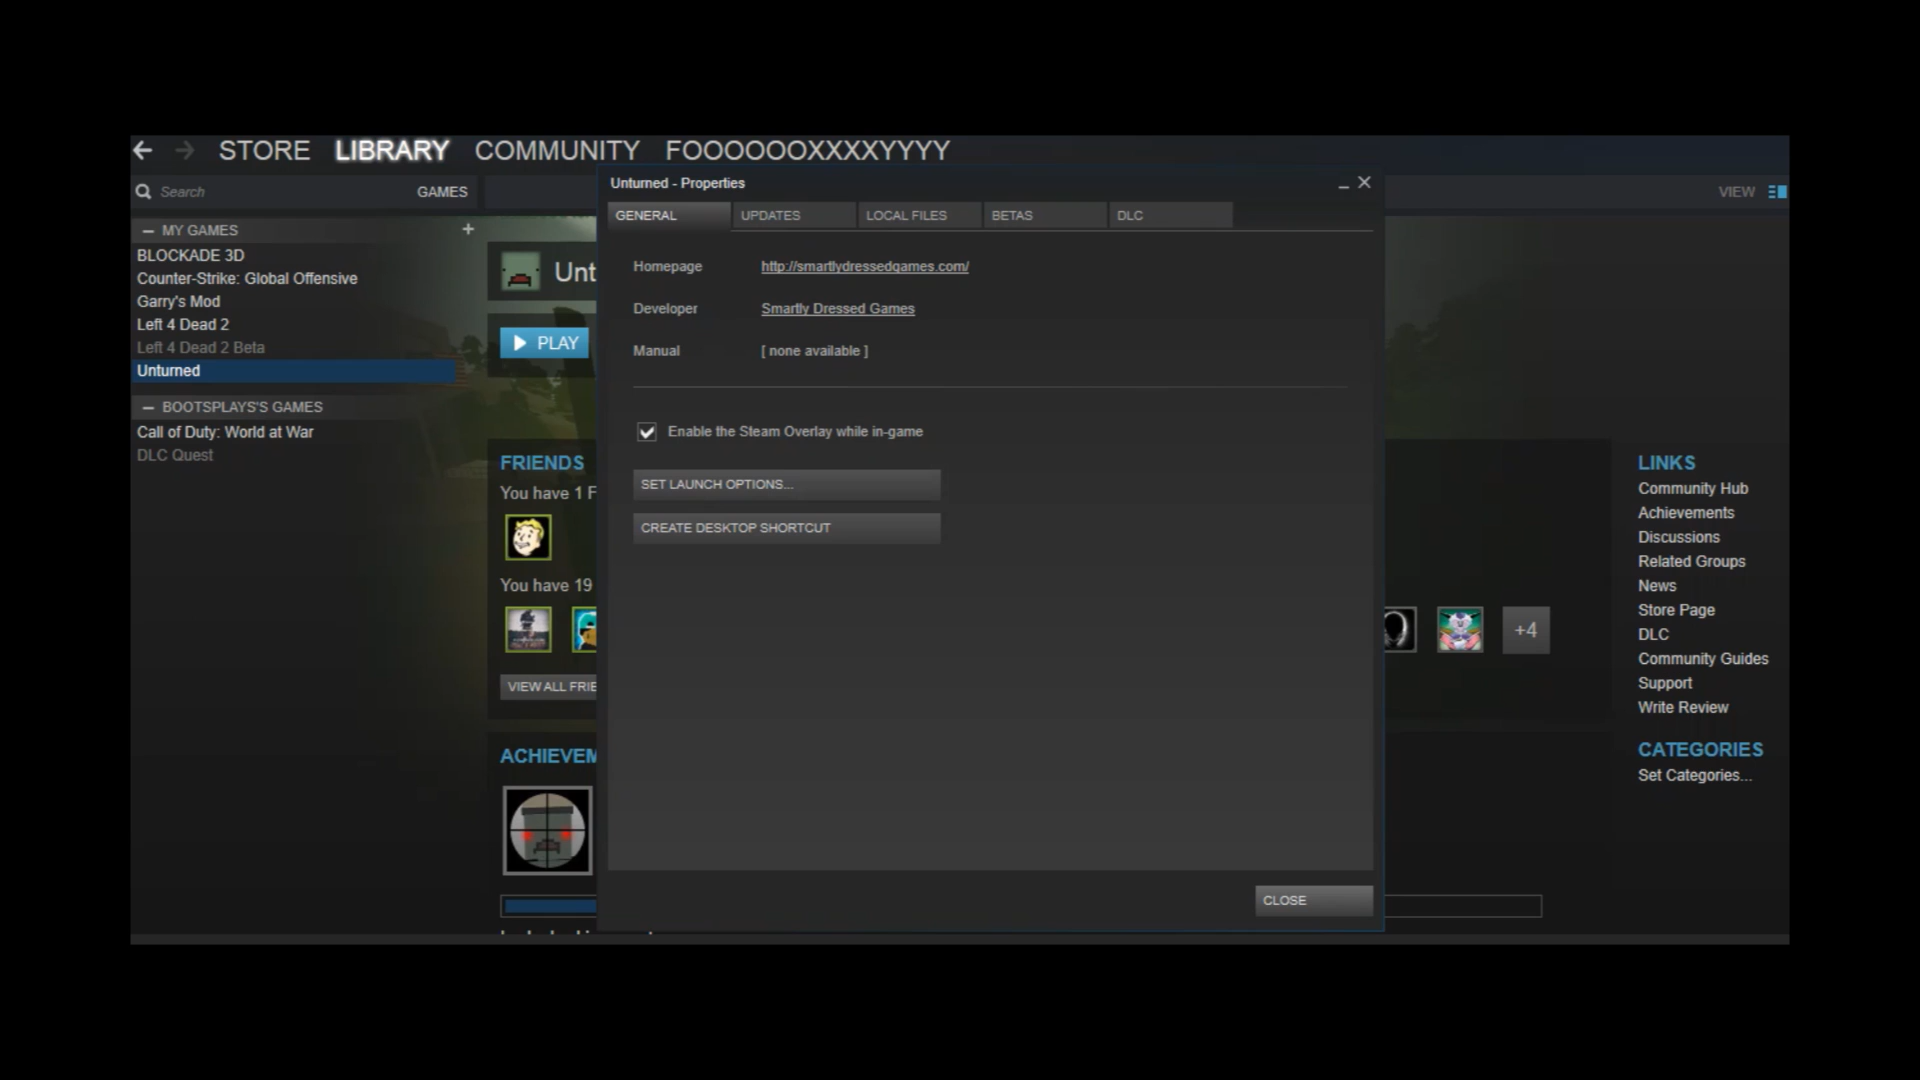 STORE LIBRARY COMMUNITY FOOOOOOXXXXYYYY
Search GAMES
VIEW
MY GAMES
BLOCKADE 3D
Counter-Strike: Global Offensive
Garry's Mod
Left 4 Dead 2
Left 4 Dead 2 Beta
Unturned
BOOTSPLAYS'S GAMES
Call of Duty: World at War
DLC Quest
Unt
PLAY
FRIENDS
You have 1 F
You have 19
VIEW ALL FRIE
ACHIEVEM
Unturned - Properties
GENERAL UPDATES LOCAL FILES BETAS DLC
Homepage http://smartlydressedgames.com/
Developer Smartly Dressed Games
Manual [ none available ]
Enable the Steam Overlay while in-game
SET LAUNCH OPTIONS...
CREATE DESKTOP SHORTCUT
CLOSE
+4
LINKS
Community Hub
Achievements
Discussions
Related Groups
News
Store Page
DLC
Community Guides
Support
Write Review
CATEGORIES
Set Categories...